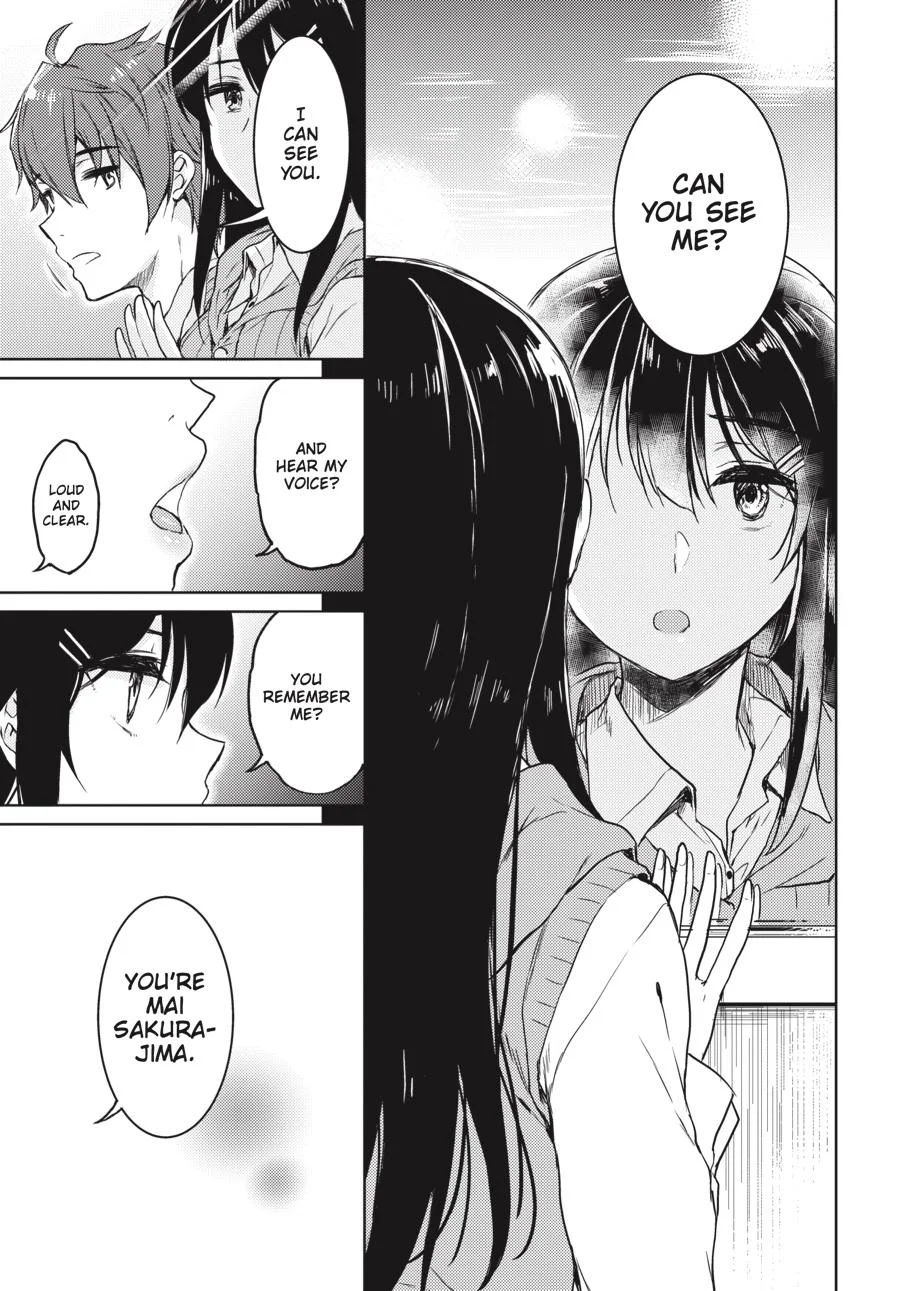 CAN
YOU SEE
ME?
I
CAN
SEE
YOU.
AND
HEAR MY
VOICE?
LOUD
AND
CLEAR.
YOU
REMEMBER
ME?
YOU'RE
MAI
SAKURA-
JIMA.